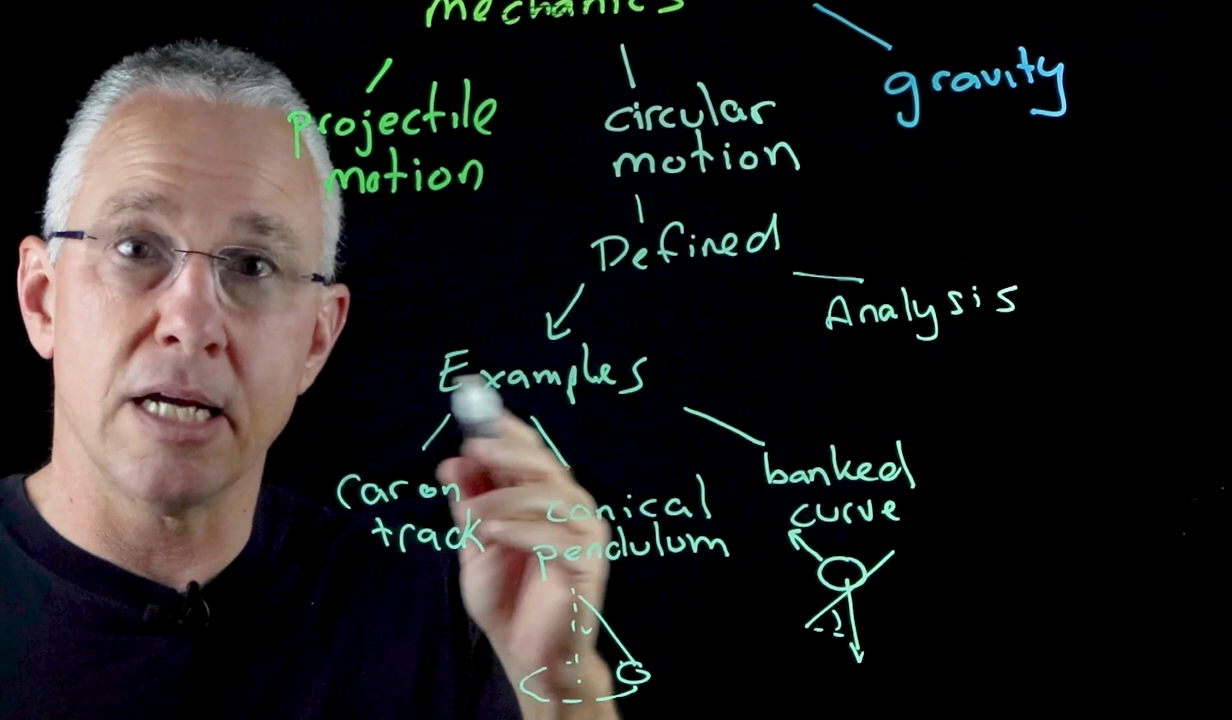 mechanics
gravity
projectile
motion
circular
motion
Defined
Analysis
Examples
car on
track
conical
pendulum
banked
curve